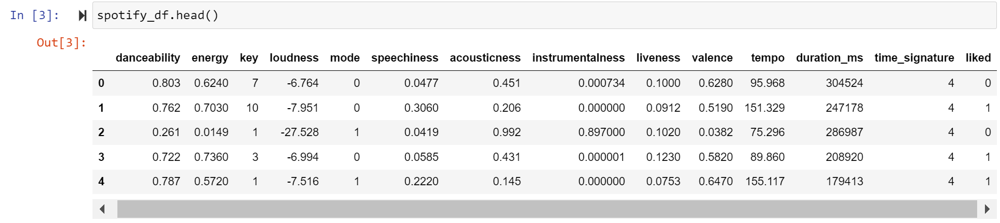 In [3]: spotify_df.head()
Out[3]:
danceability energy key loudness mode speechiness acousticness instrumentalness liveness valence tempo duration_ms time_signature liked
0 0.803 0.6240 7 -6.764 0 0.0477 0.451 0.000734 0.1000 0.6280 95.968 304524 4 0
1 0.762 0.7030 10 -7.951 0 0.3060 0.206 0.000000 0.0912 0.5190 151.329 247178 4 1
2 0.261 0.0149 1 -27.528 1 0.0419 0.992 0.897000 0.1020 0.0382 75.296 286987 4 0
3 0.722 0.7360 3 -6.994 0 0.0585 0.431 0.000001 0.1230 0.5820 89.860 208920 4 1
4 0.787 0.5720 1 -7.516 1 0.2220 0.145 0.000000 0.0753 0.6470 155.117 179413 4 1